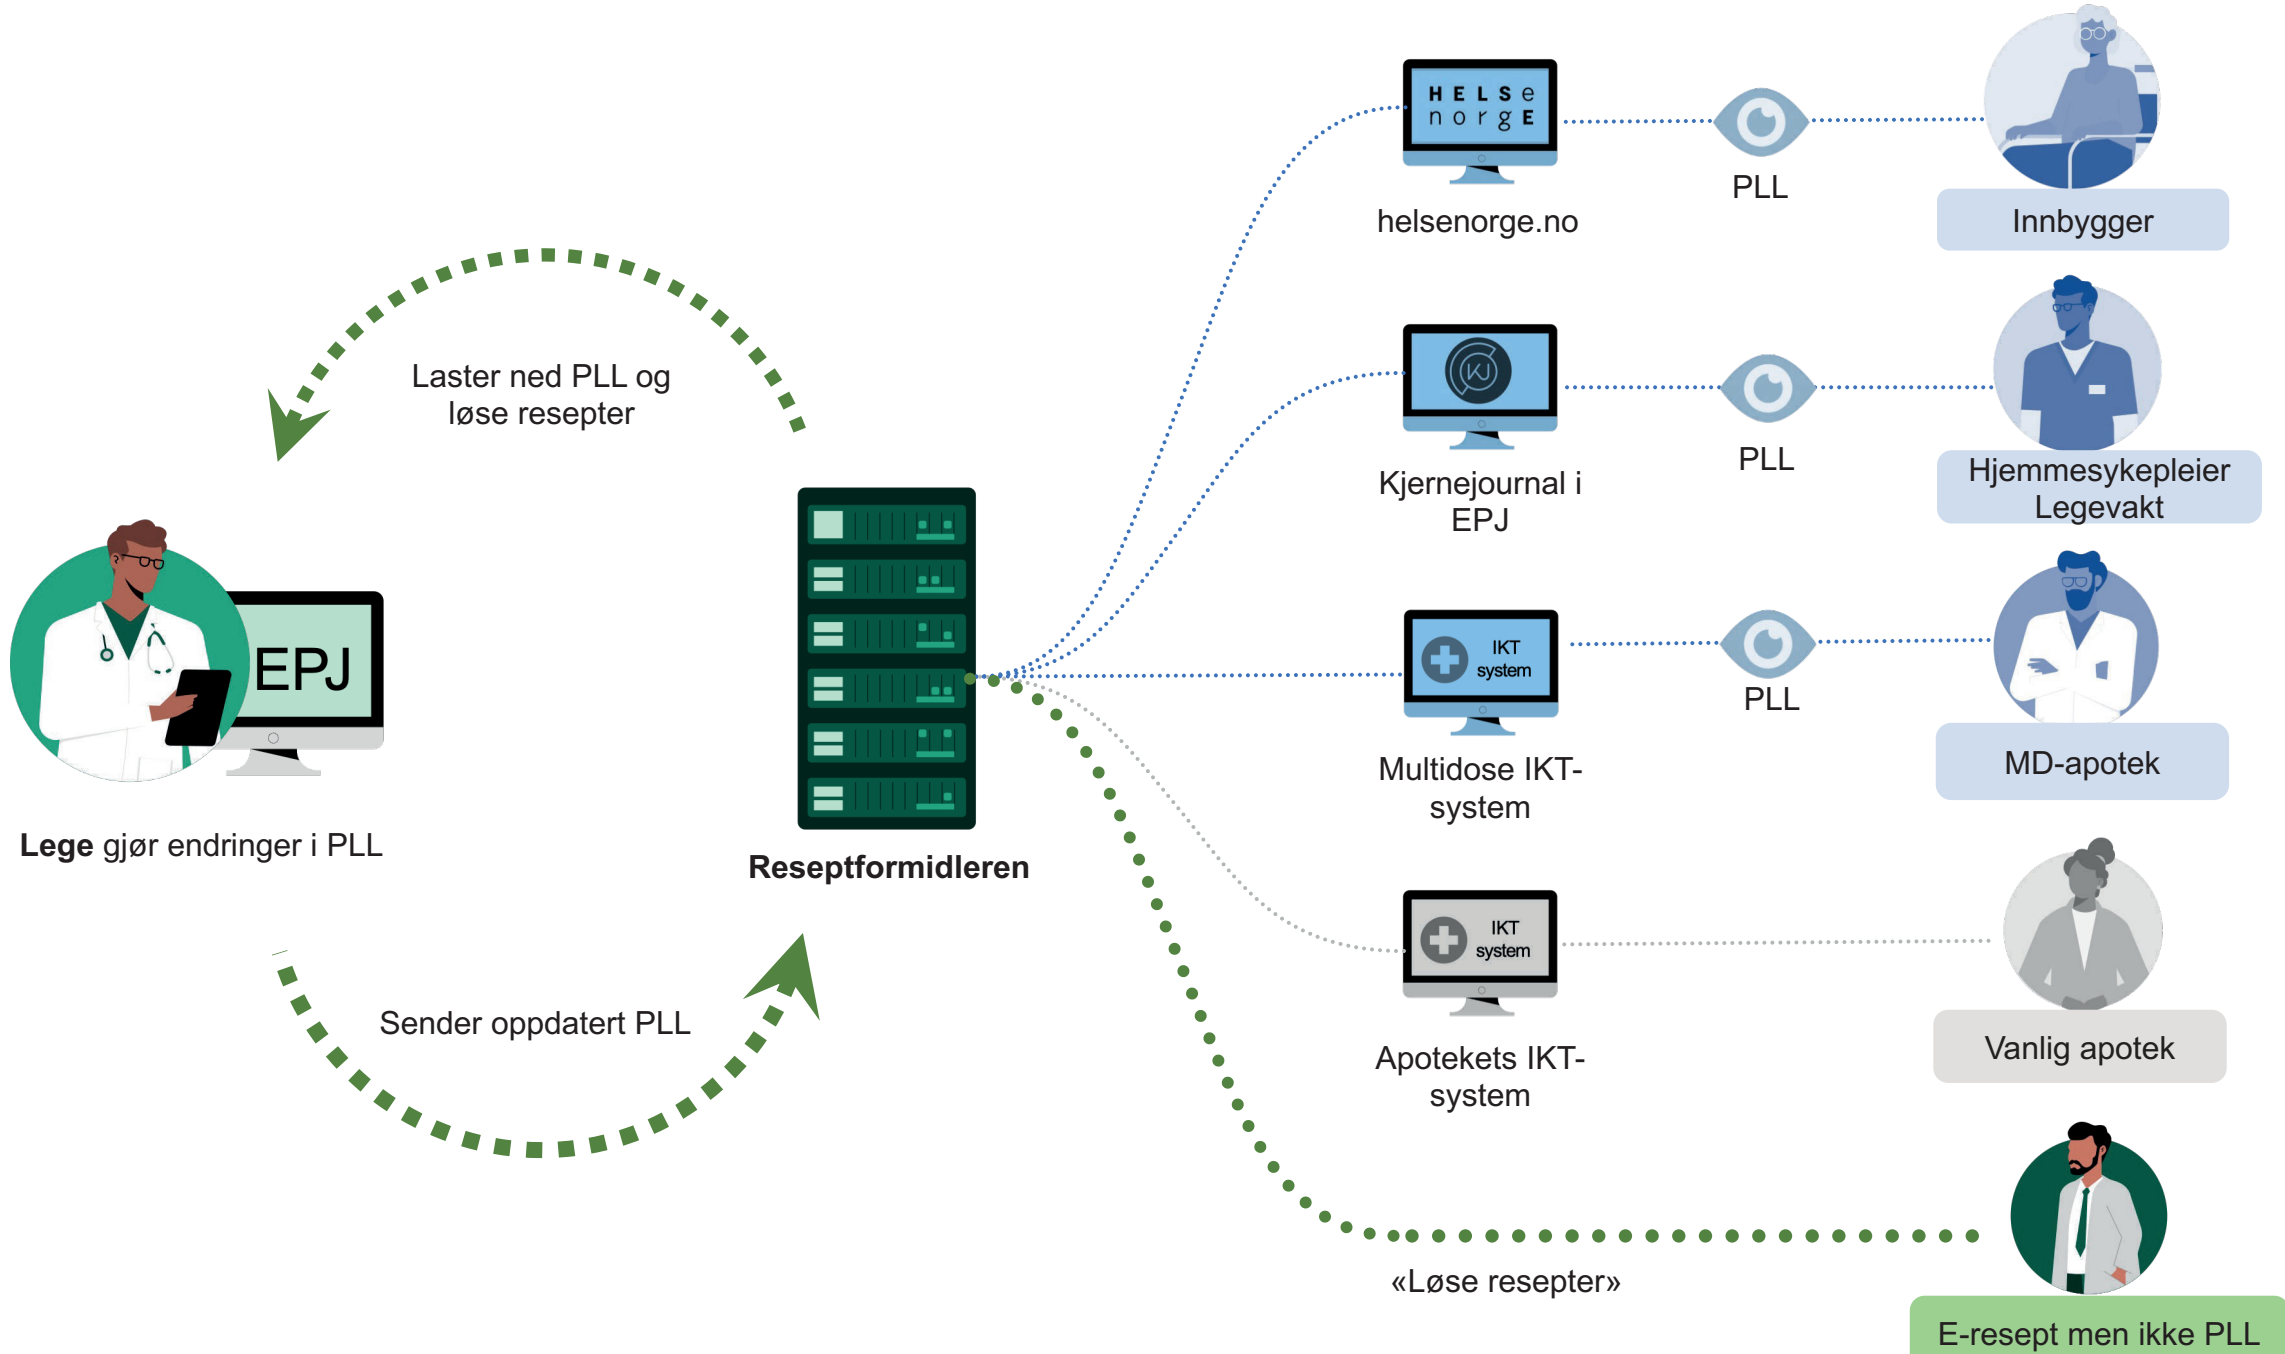 HELSe
norgE
helsenorge.no
PLL
Innbygger
Laster ned PLL og
løse resepter
KJ
Kjernejournal i
EPJ
PLL
Hjemmesykepleier
Legevakt
EPJ
Lege gjør endringer i PLL
Reseptformidleren
IKT
system
Multidose IKT-
system
PLL
MD-apotek
Sender oppdatert PLL
IKT
system
Apotekets IKT-
system
Vanlig apotek
«Løse resepter»
E-resept men ikke PLL